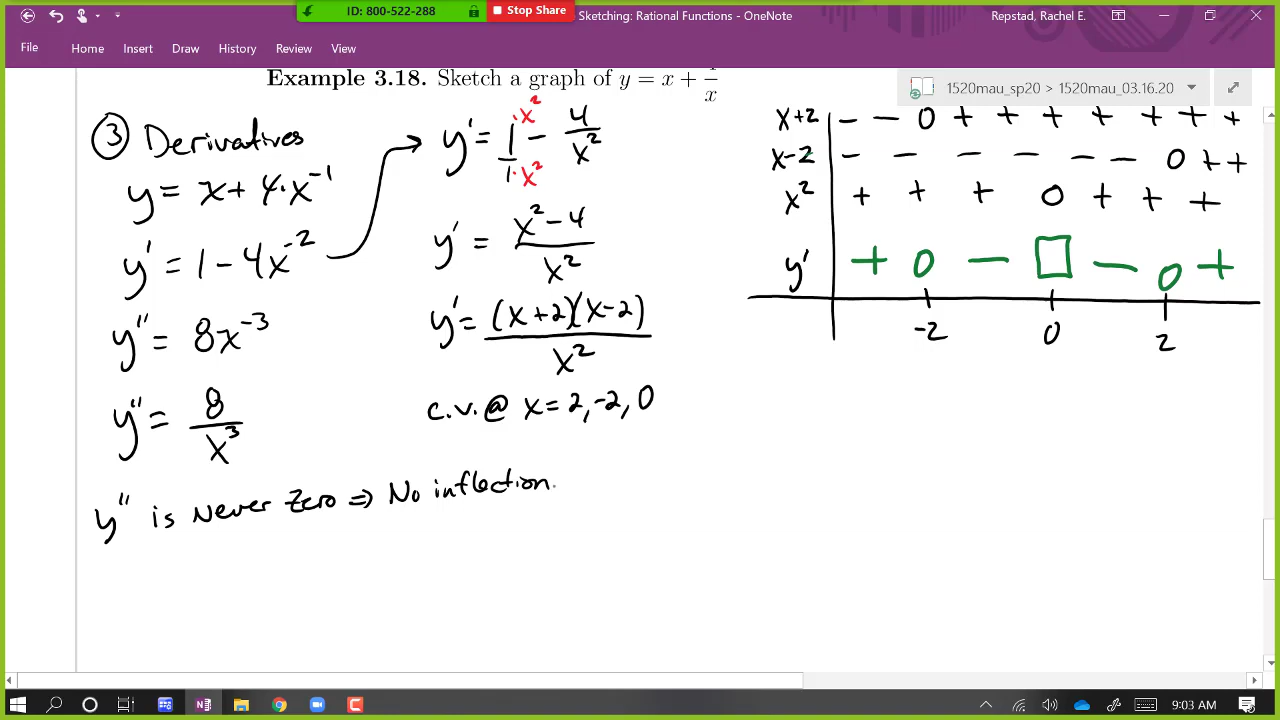 ID: 800-522-288 Stop Share
Sketching: Rational Functions - OneNote
Repstad, Rachel E.
File Home Insert Draw History Review View
1520mau_sp20 > 1520mau_03.16.20
Example 3.18. Sketch a graph of y = x + 4/x
③ Derivatives
y = x + 4·x⁻¹
y' = 1 - 4x⁻²
y'' = 8x⁻³
y'' = 8/x³
y'' is Never Zero ⇒ No inflection.
y' = 1·x²/1·x² - 4/x²
y' = x² - 4/x²
y' = (x+2)(x-2)/x²
c.v. @ x = 2, -2, 0
x+2 - - 0 + + + + + +
x-2 - - - - - 0 + +
x² + + + 0 + + +
y' + 0 - □ - 0 +
-2 0 2
9:03 AM